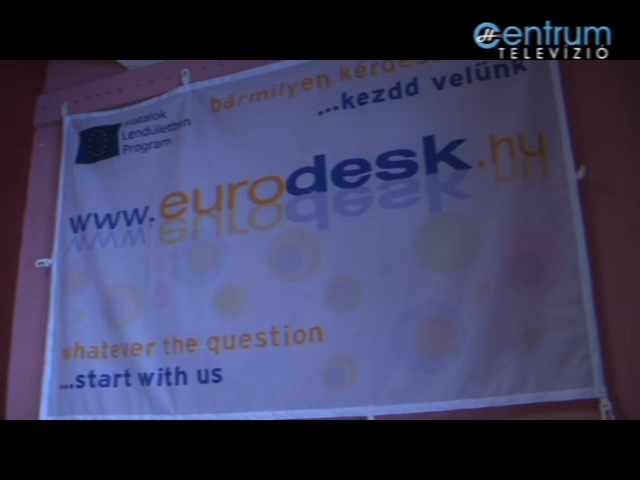 centrum
TELEVÍZIÓ
bármilyen kérdés
...kezdd velünk
Fiatalok
Lendületben
Program
www.eurodesk.hu
whatever the question
...start with us